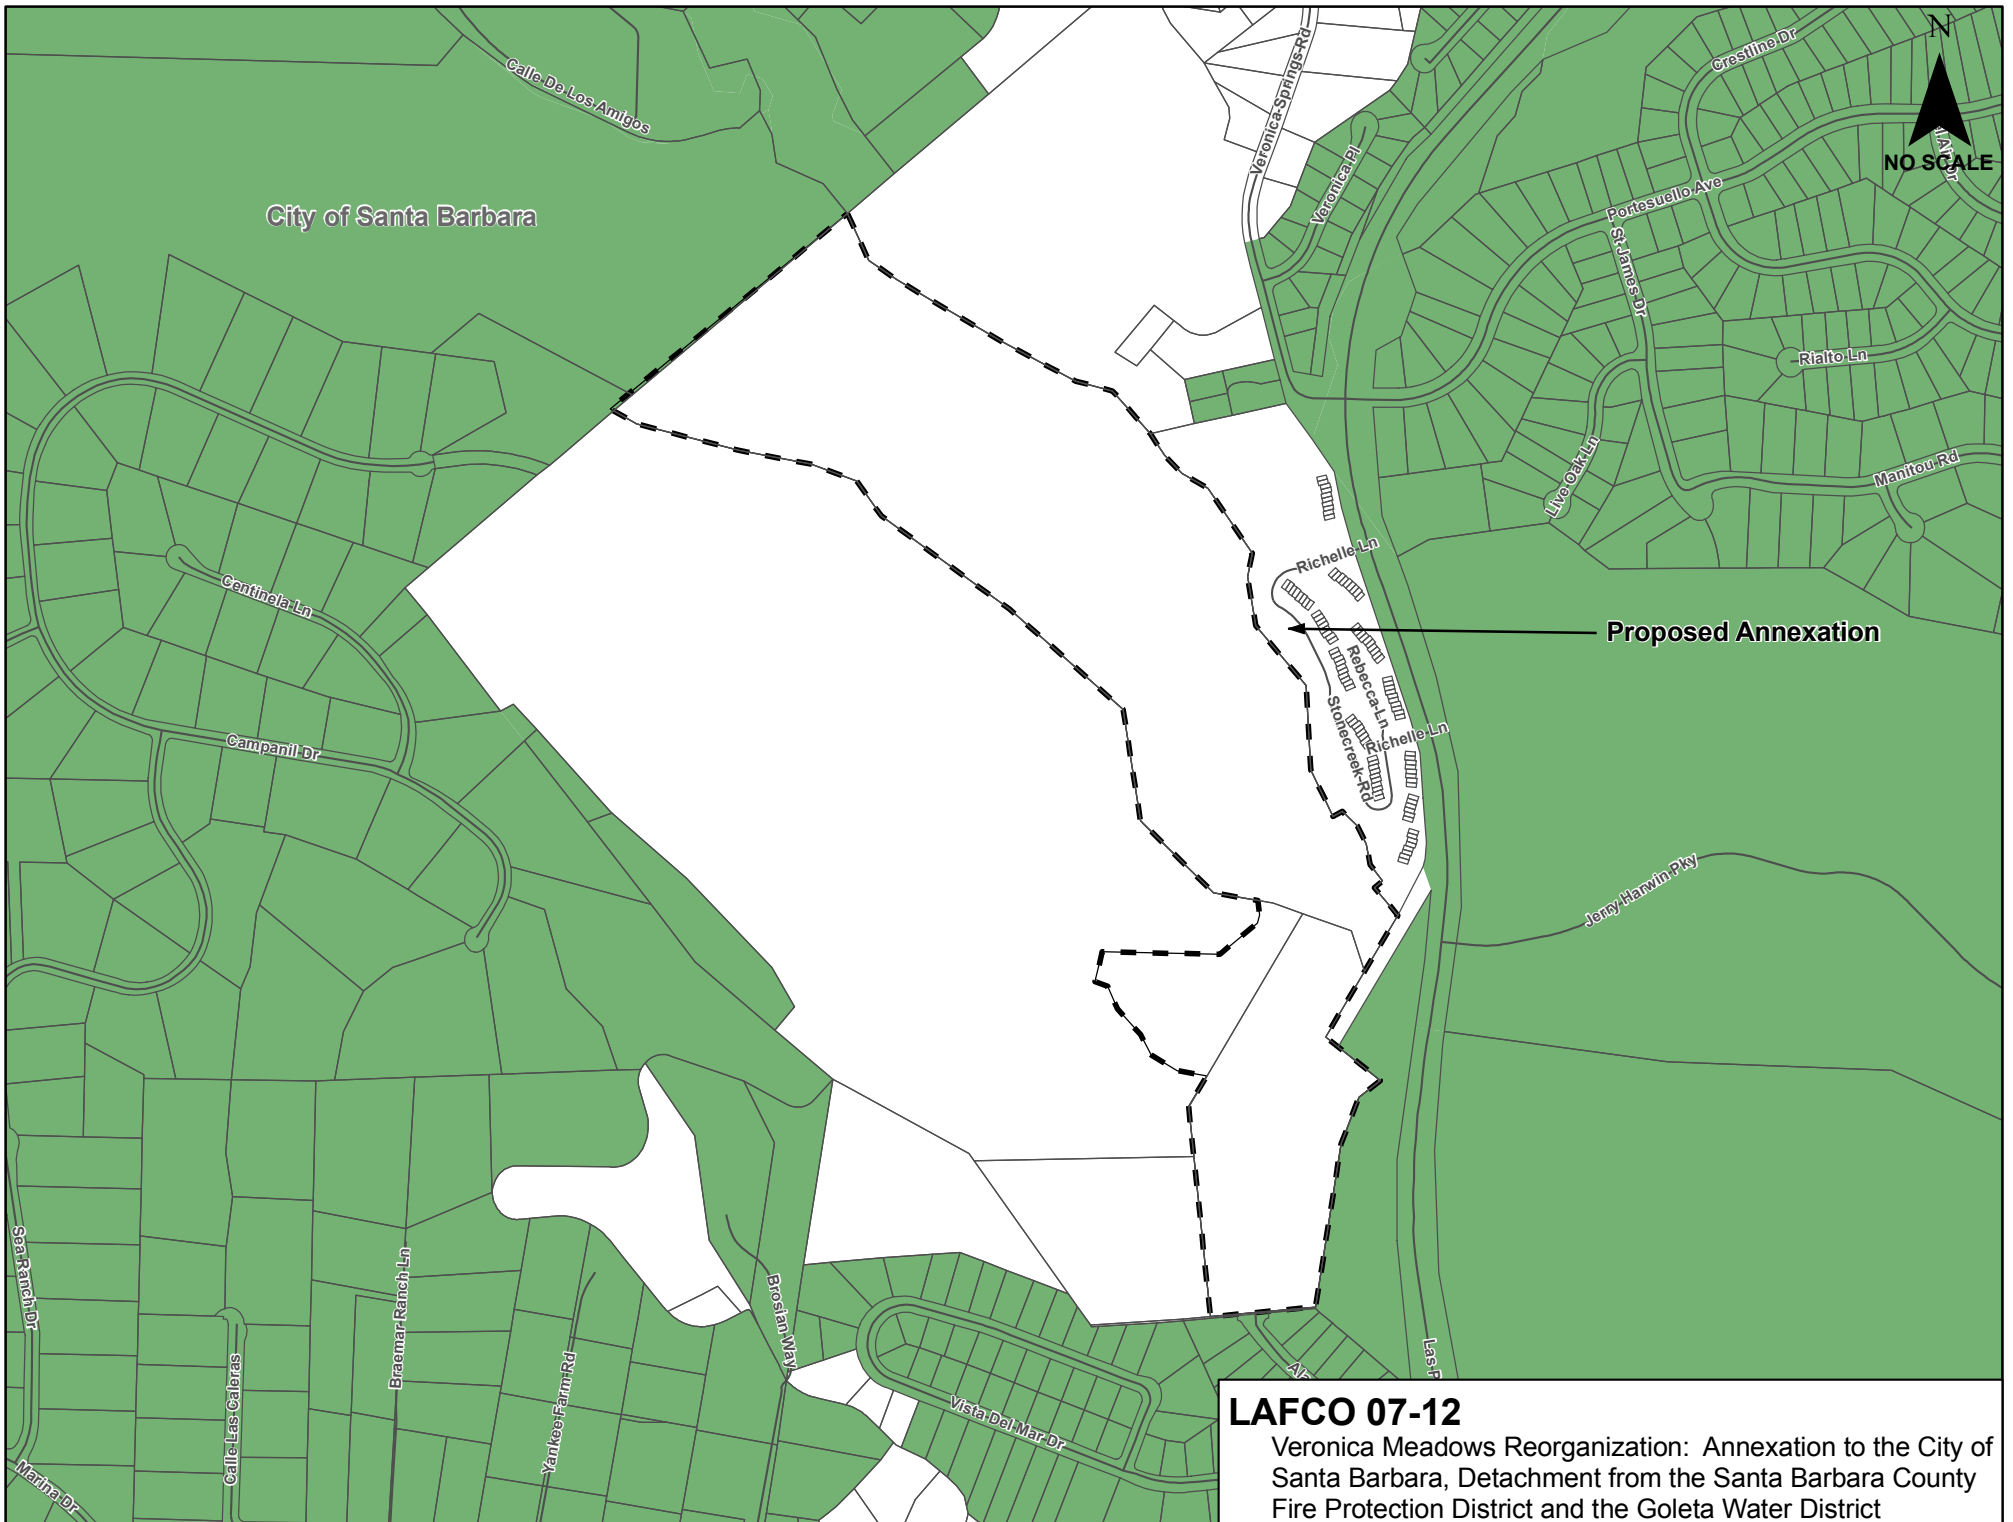 N
NO SCALE
Crestline Dr
Calle De Los Amigos
Veronica Springs Rd
Veronica Pl
Portesuello Ave
St James Dr
City of Santa Barbara
Rialto Ln
Live Oak Ln
Manitou Rd
Richelle Ln
Centinela Ln
Proposed Annexation
Rebecca Ln
Stonecreek Rd
Richelle Ln
Campanil Dr
Jerry Harwin Pky
Sea Ranch Dr
Braemar Ranch Ln
Brosian Way
Calle Las Caleras
Yankee Farm Rd
Vista Del Mar Dr
Marina Dr
Ala
Las P
LAFCO 07-12
Veronica Meadows Reorganization: Annexation to the City of
Santa Barbara, Detachment from the Santa Barbara County
Fire Protection District and the Goleta Water District